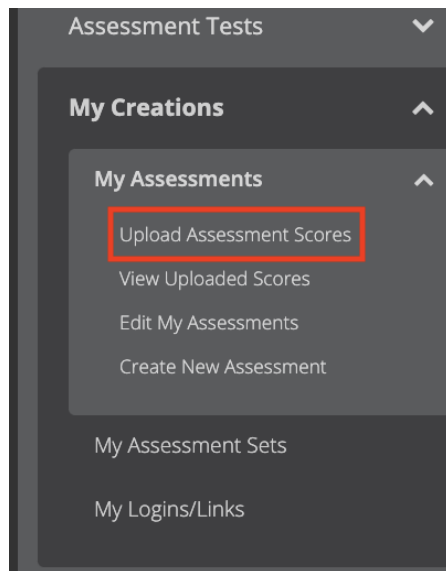 Assessment Tests
My Creations
My Assessments
Upload Assessment Scores
View Uploaded Scores
Edit My Assessments
Create New Assessment
My Assessment Sets
My Logins/Links